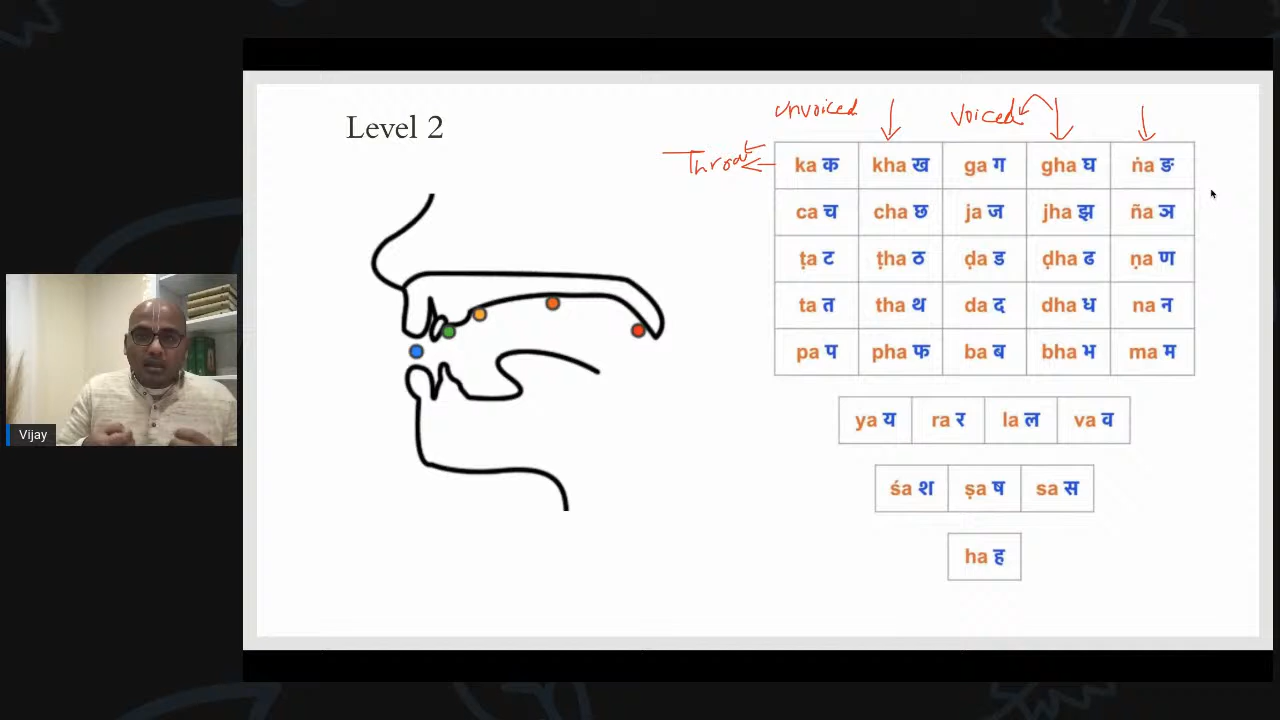 Level 2
unvoiced
voiced
Throat
ka क kha ख ga ग gha घ ṅa ङ
ca च cha छ ja ज jha झ ña ञ
ṭa ट ṭha ठ ḍa ड ḍha ढ ṇa ण
ta त tha थ da द dha ध na न
pa प pha फ ba ब bha भ ma म
ya य ra र la ल va व
śa श ṣa ष sa स
ha ह
Vijay